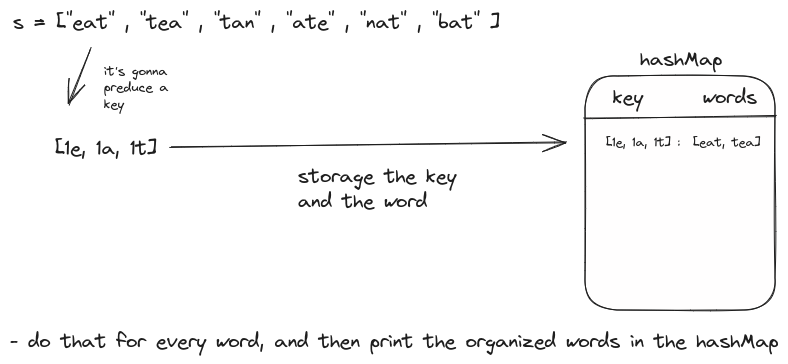 s = ["eat" , "tea" , "tan" , "ate" , "nat" , "bat" ]
it's gonna
preduce a
key
[1e, 1a, 1t]
storage the key
and the word
hashMap
key words
[1e, 1a, 1t] : [eat, tea]
- do that for every word, and then print the organized words in the hashMap